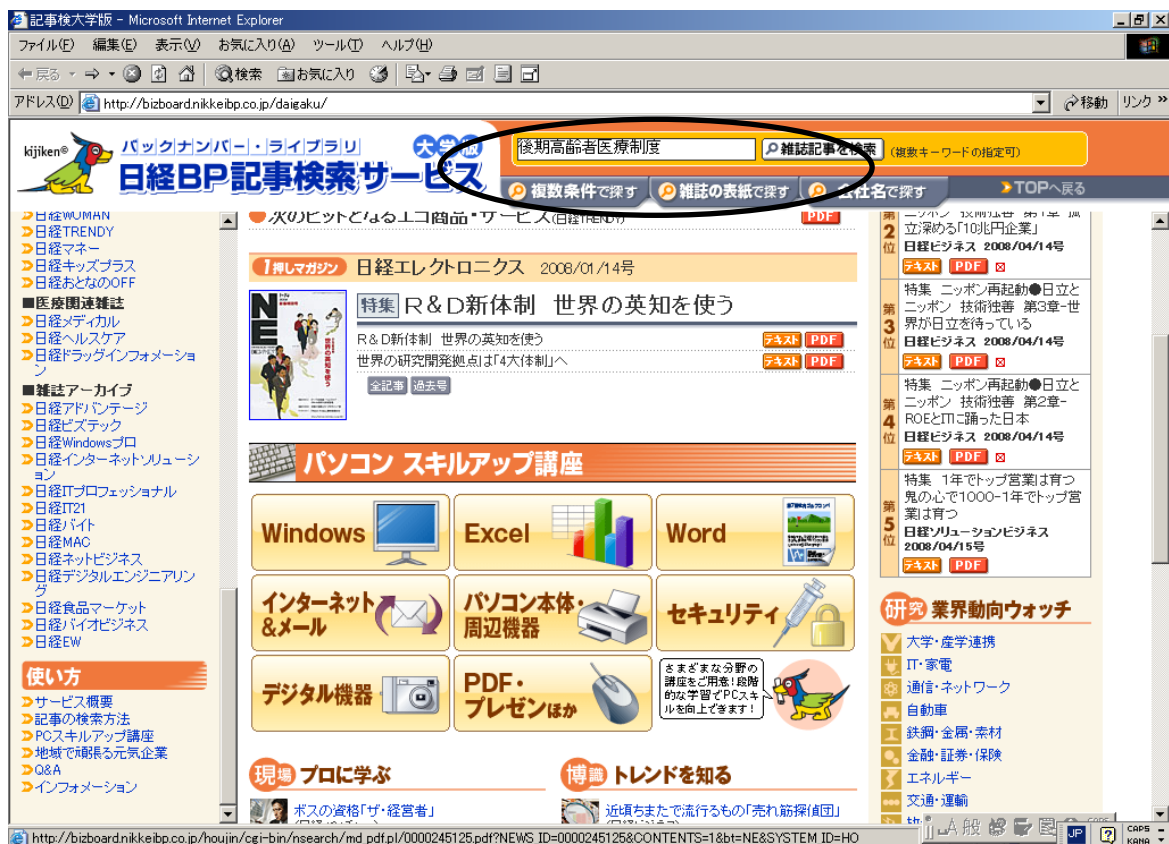 記事検大学版 - Microsoft Internet Explorer
ファイル(F) 編集(E) 表示(V) お気に入り(A) ツール(T) ヘルプ(H)
戻る 検索 お気に入り
アドレス(D) http://bizboard.nikkeibp.co.jp/daigaku/ 移動 リンク »
kijiken®
バックナンバー・ライブラリ 大学版
日経BP記事検索サービス
後期高齢者医療制度 雑誌記事を検索 (複数キーワードの指定可)
複数条件で探す 雑誌の表紙で探す 会社名で探す TOPへ戻る
日経WOMAN
日経TRENDY
日経マネー
日経キッズプラス
日経おとなのOFF
■医療関連雑誌
日経メディカル
日経ヘルスケア
日経ドラッグインフォメーショ
ン
■雑誌アーカイブ
日経アドバンテージ
日経ビズテック
日経Windowsプロ
日経インターネットソリューシ
ョン
日経ITプロフェッショナル
日経IT21
日経バイト
日経MAC
日経ネットビジネス
日経デジタルエンジニアリン
グ
日経食品マーケット
日経バイオビジネス
日経EW
使い方
サービス概要
記事の検索方法
PCスキルアップ講座
地域で頑張る元気企業
Q&A
インフォメーション
●次のヒットとなるエコ商品・サービス(日経TRENDY) PDF
1押しマガジン 日経エレクトロニクス 2008/01/14号
NE
特集 R&D新体制 世界の英知を使う
R&D新体制 世界の英知を使う テキスト PDF
世界の研究開発拠点は「4大体制」へ テキスト PDF
全記事 過去号
パソコン スキルアップ講座
Windows Excel Word
インターネット&メール パソコン本体・周辺機器 セキュリティ
デジタル機器 PDF・プレゼンほか
さまざまな分野の
講座をご用意!段階
的な学習でPCスキ
ルを向上できます!
現場 プロに学ぶ
ボスの資格「ザ・経営者」
博識 トレンドを知る
近頃ちまたで流行るもの「売れ筋探偵団」
第2位
ニッポン 技術独善 第1章 孤
立深める「10兆円企業」
日経ビジネス 2008/04/14号
テキスト PDF
第3位
特集 ニッポン再起動●日立と
ニッポン 技術独善 第3章-世
界が日立を待っている
日経ビジネス 2008/04/14号
テキスト PDF
第4位
特集 ニッポン再起動●日立と
ニッポン 技術独善 第2章-
ROEとITに踊った日本
日経ビジネス 2008/04/14号
テキスト PDF
第5位
特集 1年でトップ営業は育つ
鬼の心で1000-1年でトップ営
業は育つ
日経ソリューションビジネス
2008/04/15号
テキスト PDF
研究 業界動向ウォッチ
大学・産学連携
IT・家電
通信・ネットワーク
自動車
鉄鋼・金属・素材
金融・証券・保険
エネルギー
交通・運輸
http://bizboard.nikkeibp.co.jp/houjin/cgi-bin/nsearch/md_pdf.pl/0000245125.pdf?NEWS_ID=0000245125&CONTENTS=1&bt=NE&SYSTEM_ID=HO
A 般 JP CAPS KANA